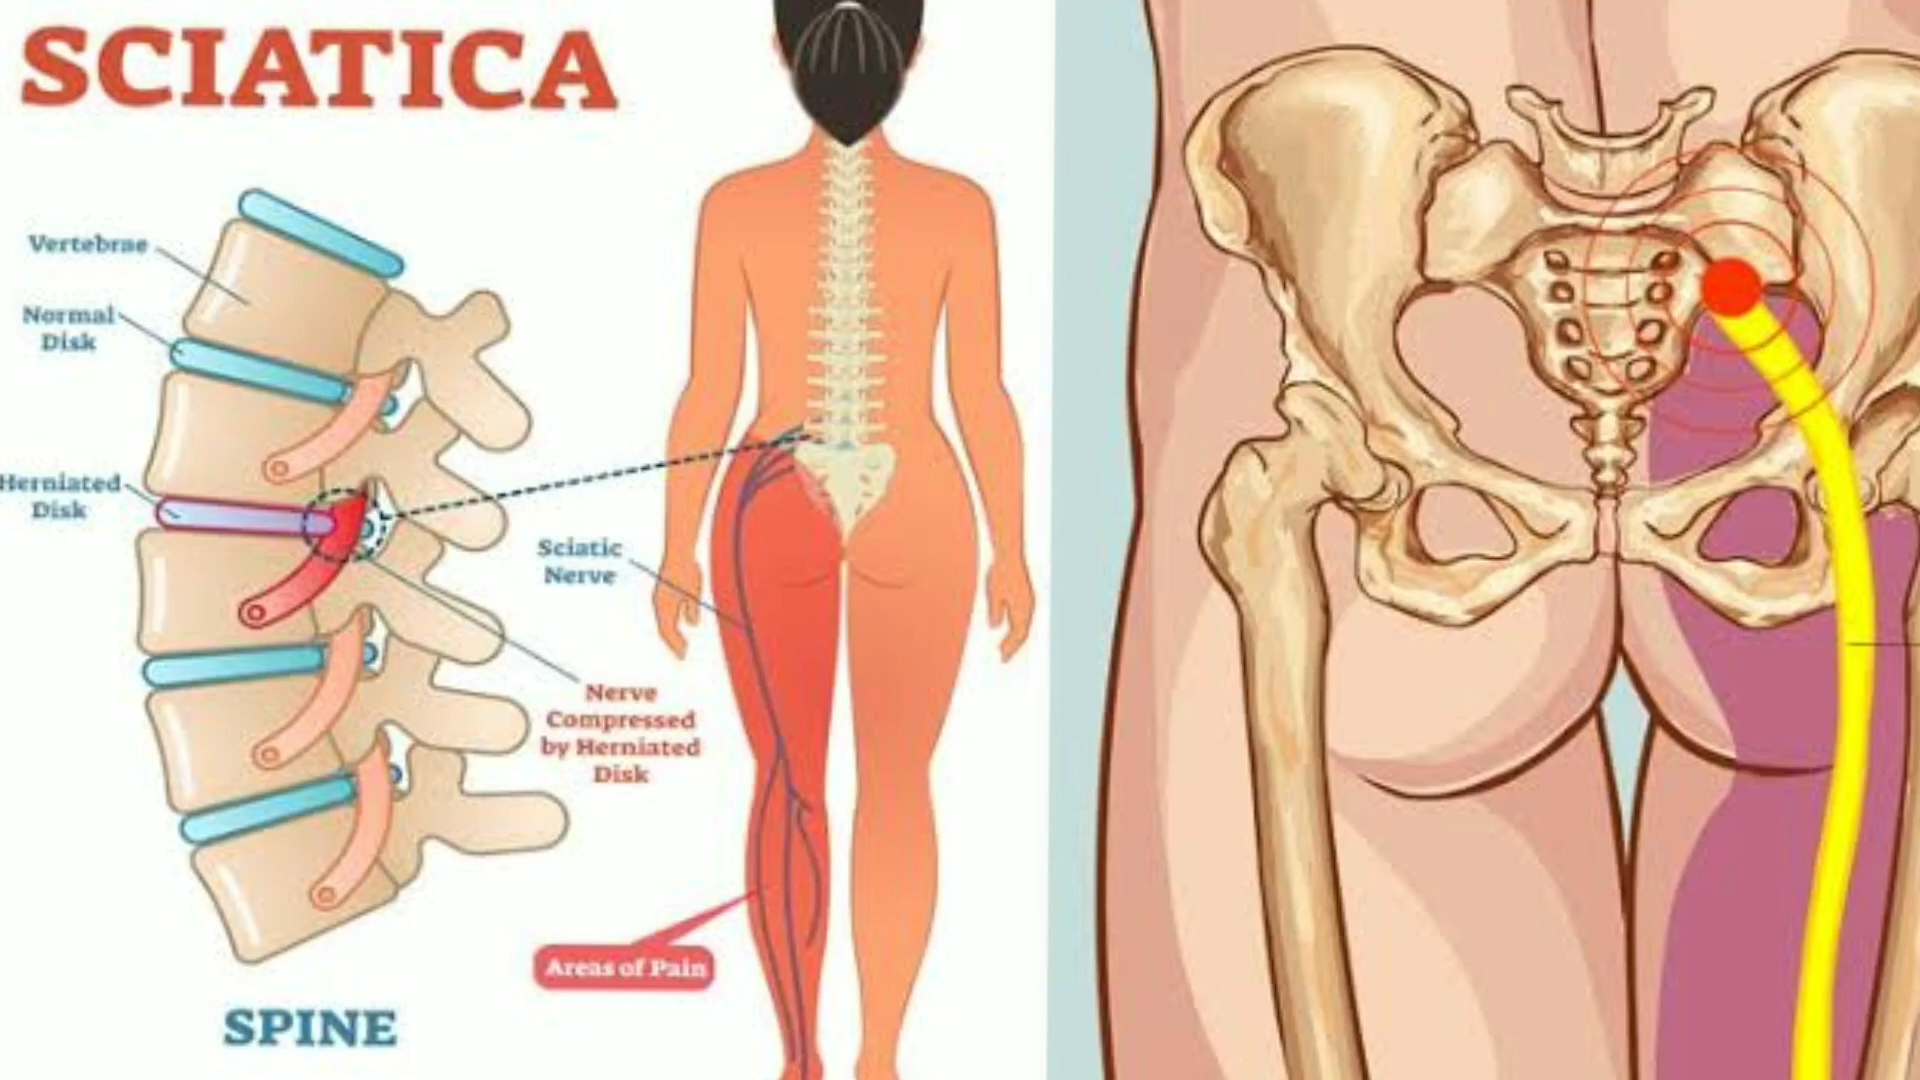 SCIATICA
Vertebrae
Normal
Disk
Herniated
Disk
Sciatic
Nerve
Nerve
Compressed
by Herniated
Disk
Areas of Pain
SPINE